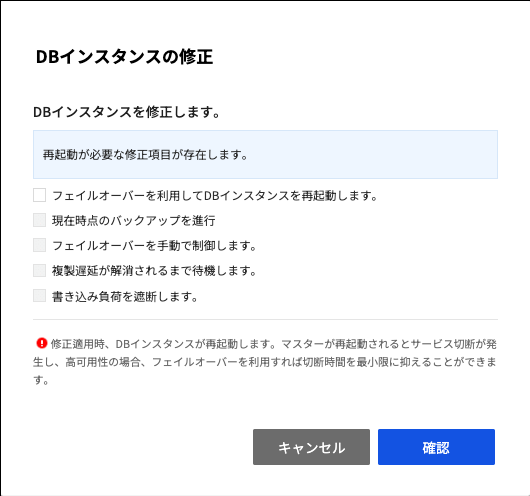 DBインスタンスの修正
DBインスタンスを修正します。
再起動が必要な修正項目が存在します。
フェイルオーバーを利用してDBインスタンスを再起動します。
現在時点のバックアップを進行
フェイルオーバーを手動で制御します。
複製遅延が解消されるまで待機します。
書き込み負荷を遮断します。
修正適用時、DBインスタンスが再起動します。マスターが再起動されるとサービス切断が発
生し、高可用性の場合、フェイルオーバーを利用すれば切断時間を最小限に抑えることができま
す。
キャンセル
確認